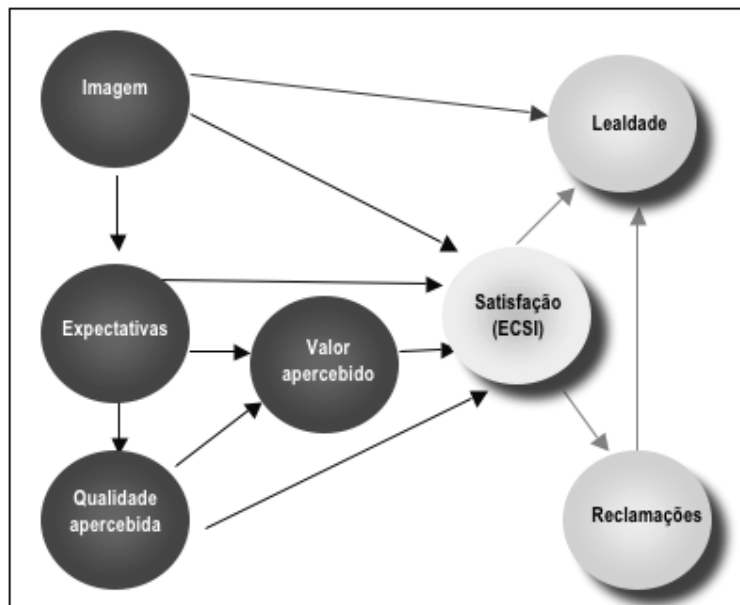 Imagem
Lealdade
Expectativas
Valor
apercebido
Satisfação
(ECSI)
Qualidade
apercebida
Reclamações